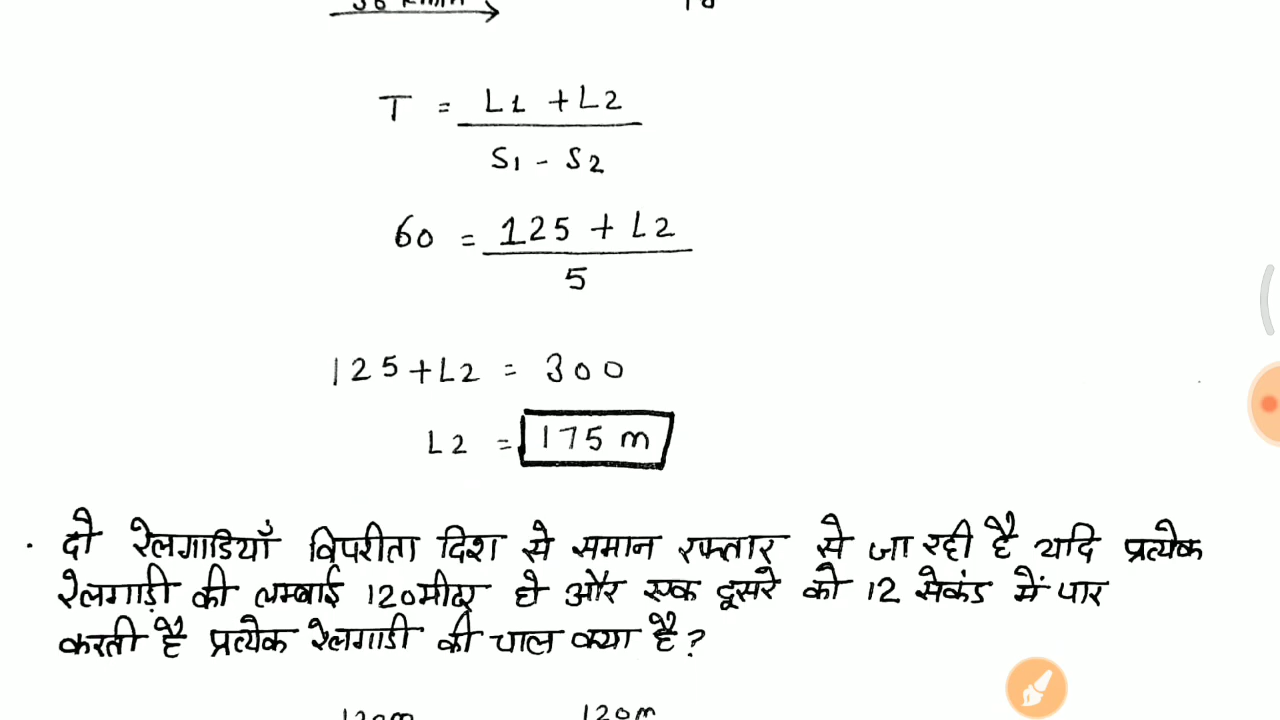 T = L1 + L2
S1 - S2
60 = 125 + L2
5
125 + L2 = 300
L2 = 175 m
. दो रेलगाडियाँ विपरीता दिश से समान रफ्तार से जा रही है यदि प्रत्येक
रेलगाड़ी की लम्बाई 120मीटर हो और एक दूसरे को 12 सेकंड में पार
करती है प्रत्येक रेलगाडी की चाल क्या है ?
120m 120m